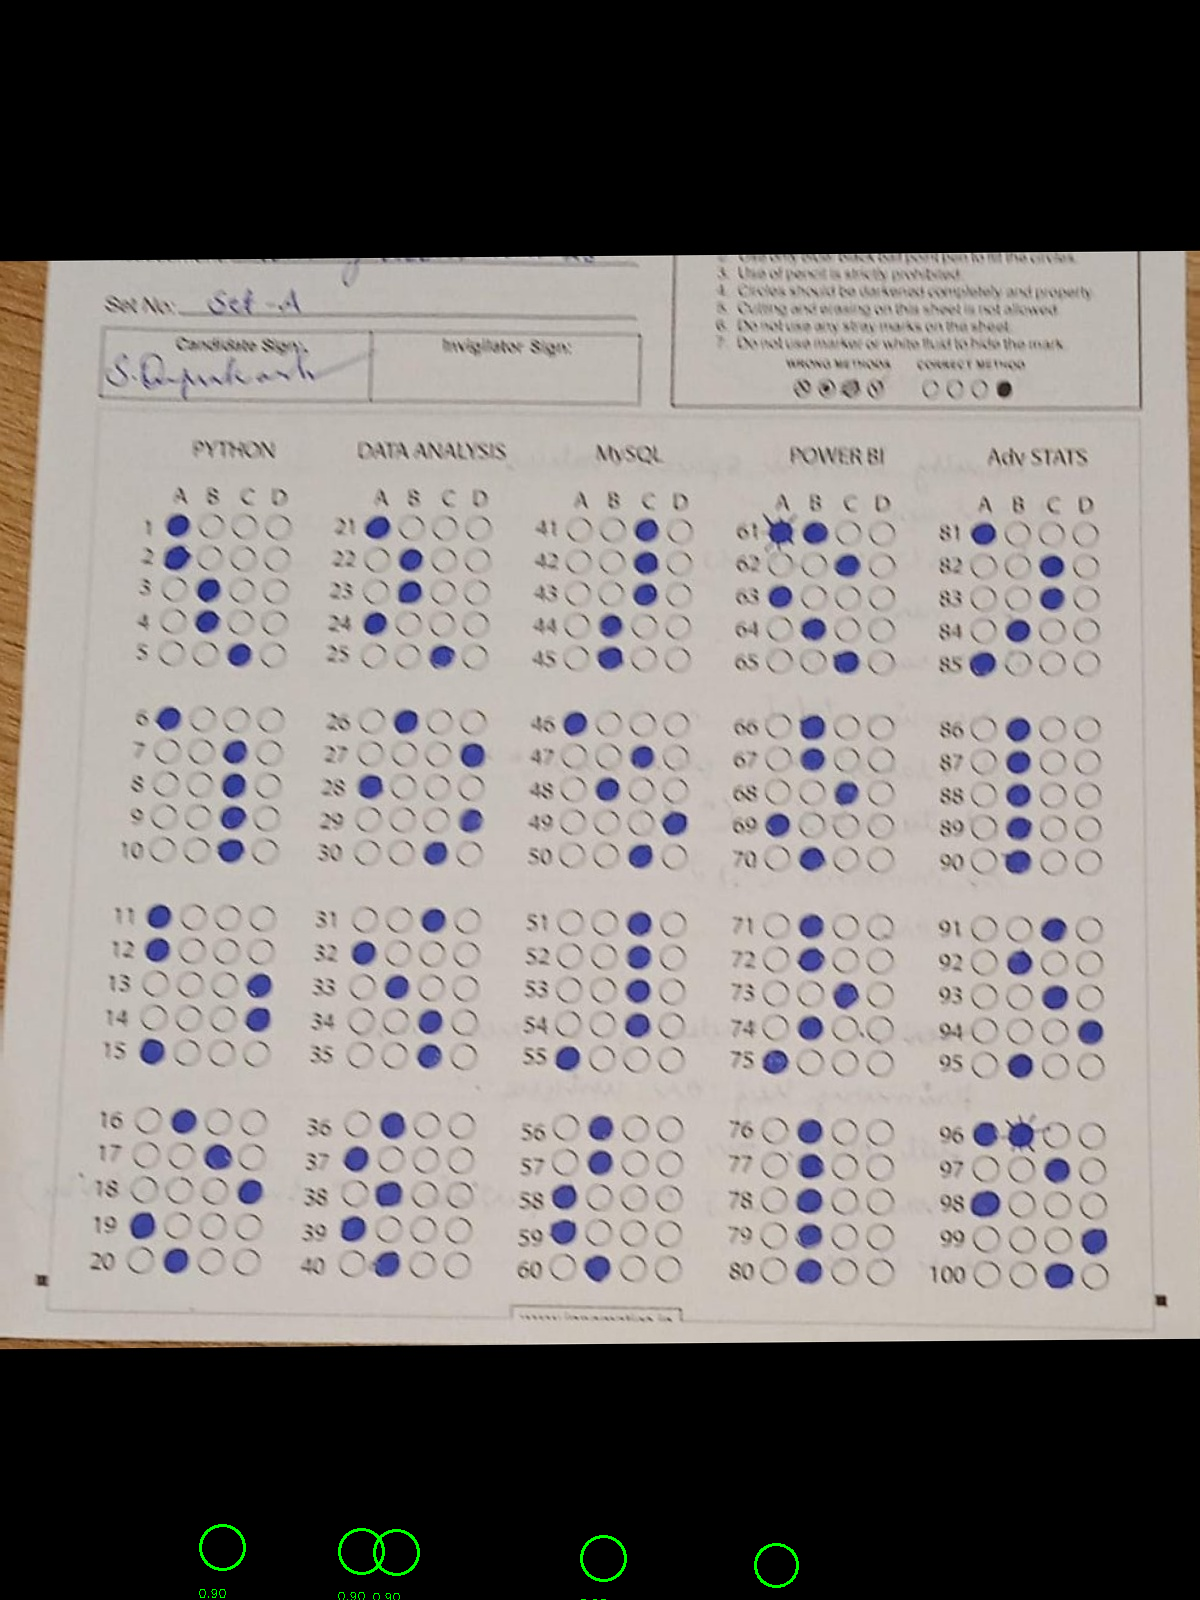 Set No: Set-A
3. Use of pencil is strictly prohibited.
4. Circles should be darkened completely and properly.
5. Cutting and erasing on this sheet is not allowed.
6. Do not use any stray marks on the sheet.
7. Do not use marker or white fluid to hide the mark.
Candidate Sign: Invigilator Sign:
WRONG METHODS CORRECT METHOD
PYTHON DATA ANALYSIS MySQL POWER BI Adv STATS
A B C D A B C D A B C D A B C D A B C D
1 21 41 61 81
2 22 42 62 82
3 23 43 63 83
4 24 44 64 84
5 25 45 65 85
6 26 46 66 86
7 27 47 67 87
8 28 48 68 88
9 29 49 69 89
10 30 50 70 90
11 31 51 71 91
12 32 52 72 92
13 33 53 73 93
14 34 54 74 94
15 35 55 75 95
16 36 56 76 96
17 37 57 77 97
18 38 58 78 98
19 39 59 79 99
20 40 60 80 100
0.90 0.90 0.90